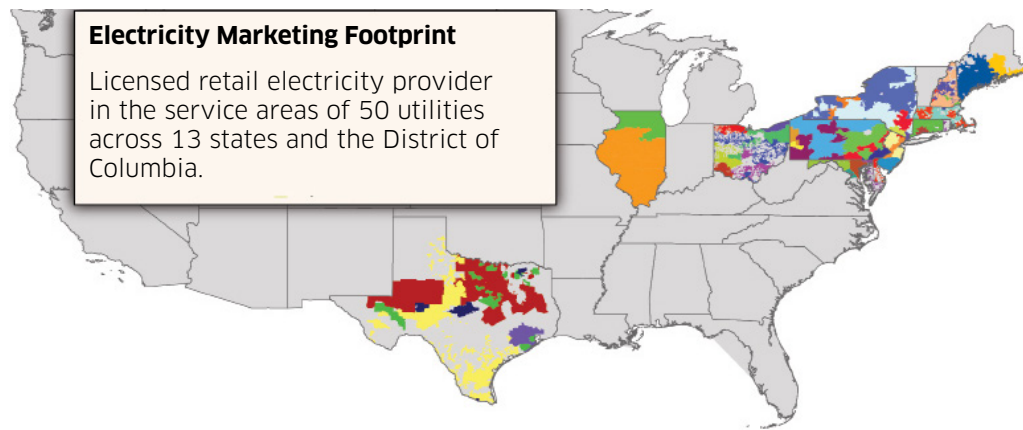 Electricity Marketing Footprint
Licensed retail electricity provider
in the service areas of 50 utilities
across 13 states and the District of
Columbia.